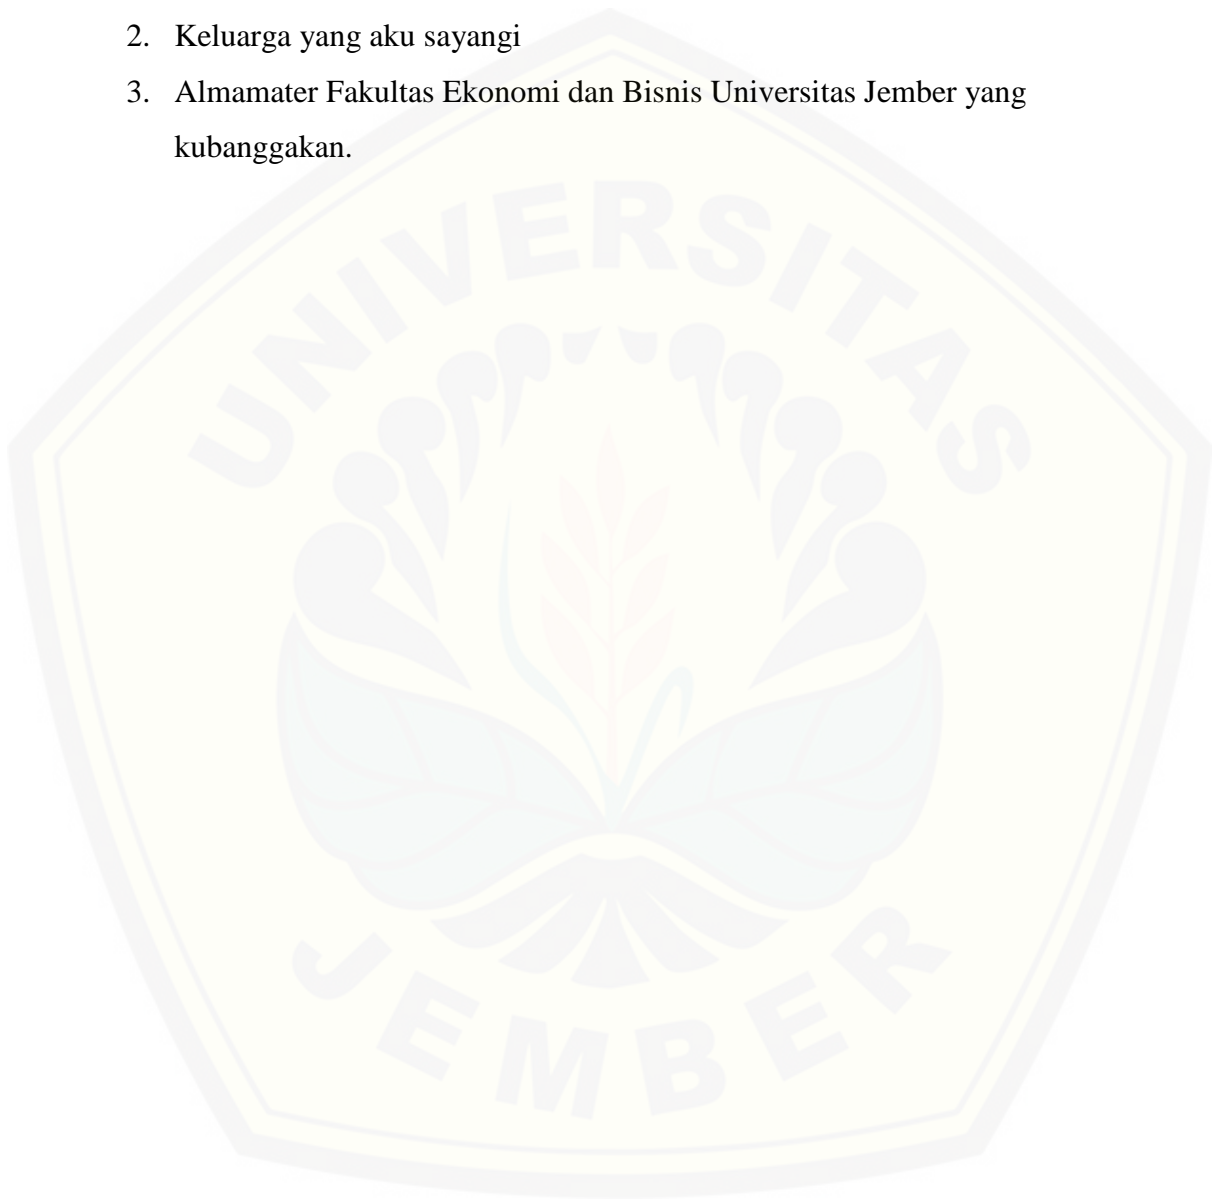 2. Keluarga yang aku sayangi
3. Almamater Fakultas Ekonomi dan Bisnis Universitas Jember yang
kubanggakan.
UNIVERSITAS
JEMBER